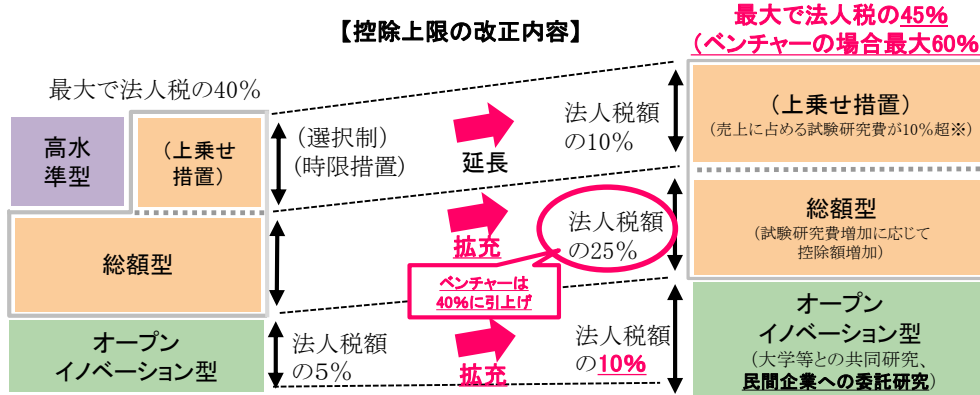 【控除上限の改正内容】
最大で法人税の45%
(ベンチャーの場合最大60%
最大で法人税の40%
高水
準型
(上乗せ
措置)
総額型
オープン
イノベーション型
(選択制)
(時限措置)
法人税額
の5%
延長
拡充
ベンチャーは
40%に引上げ
拡充
法人税額
の10%
法人税額
の25%
法人税額
の10%
(上乗せ措置)
(売上に占める試験研究費が10%超※)
総額型
(試験研究費増加に応じて
控除額増加)
オープン
イノベーション型
(大学等との共同研究、
民間企業への委託研究)